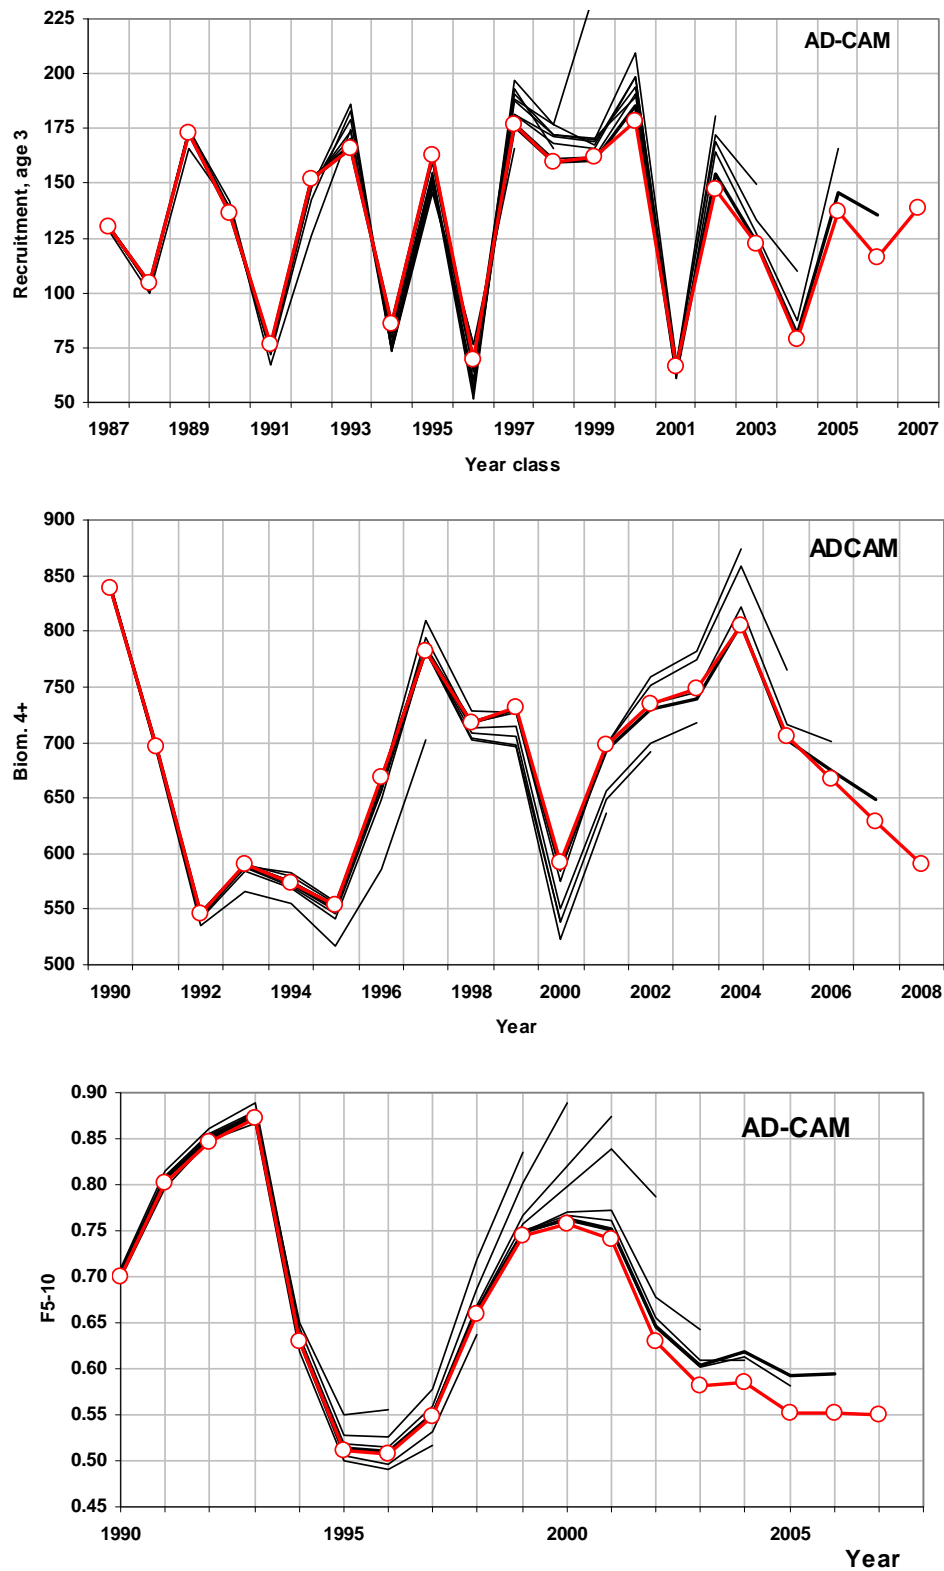 225
AD-CAM
200
175
150
125
100
75
50
Recruitment, age 3
1987 1989 1991 1993 1995 1997 1999 2001 2003 2005 2007
Year class
900
ADCAM
850
800
750
700
650
600
550
500
Biom. 4+
1990 1992 1994 1996 1998 2000 2002 2004 2006 2008
Year
0.90
AD-CAM
0.85
0.80
0.75
0.70
0.65
0.60
0.55
0.50
0.45
F5-10
1990 1995 2000 2005
Year